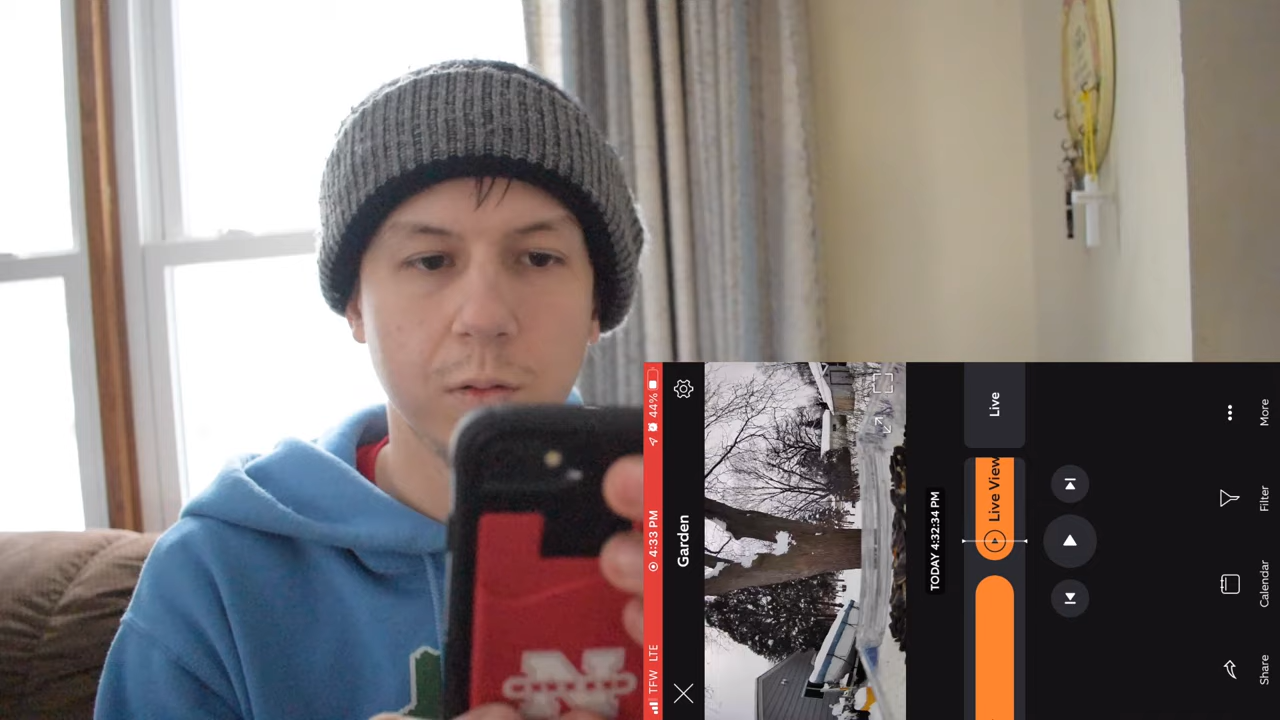 TFW LTE 4:33 PM 44%
Garden
TODAY 4:32:34 PM
Live View
Live
Share
Calendar
Filter
More
N